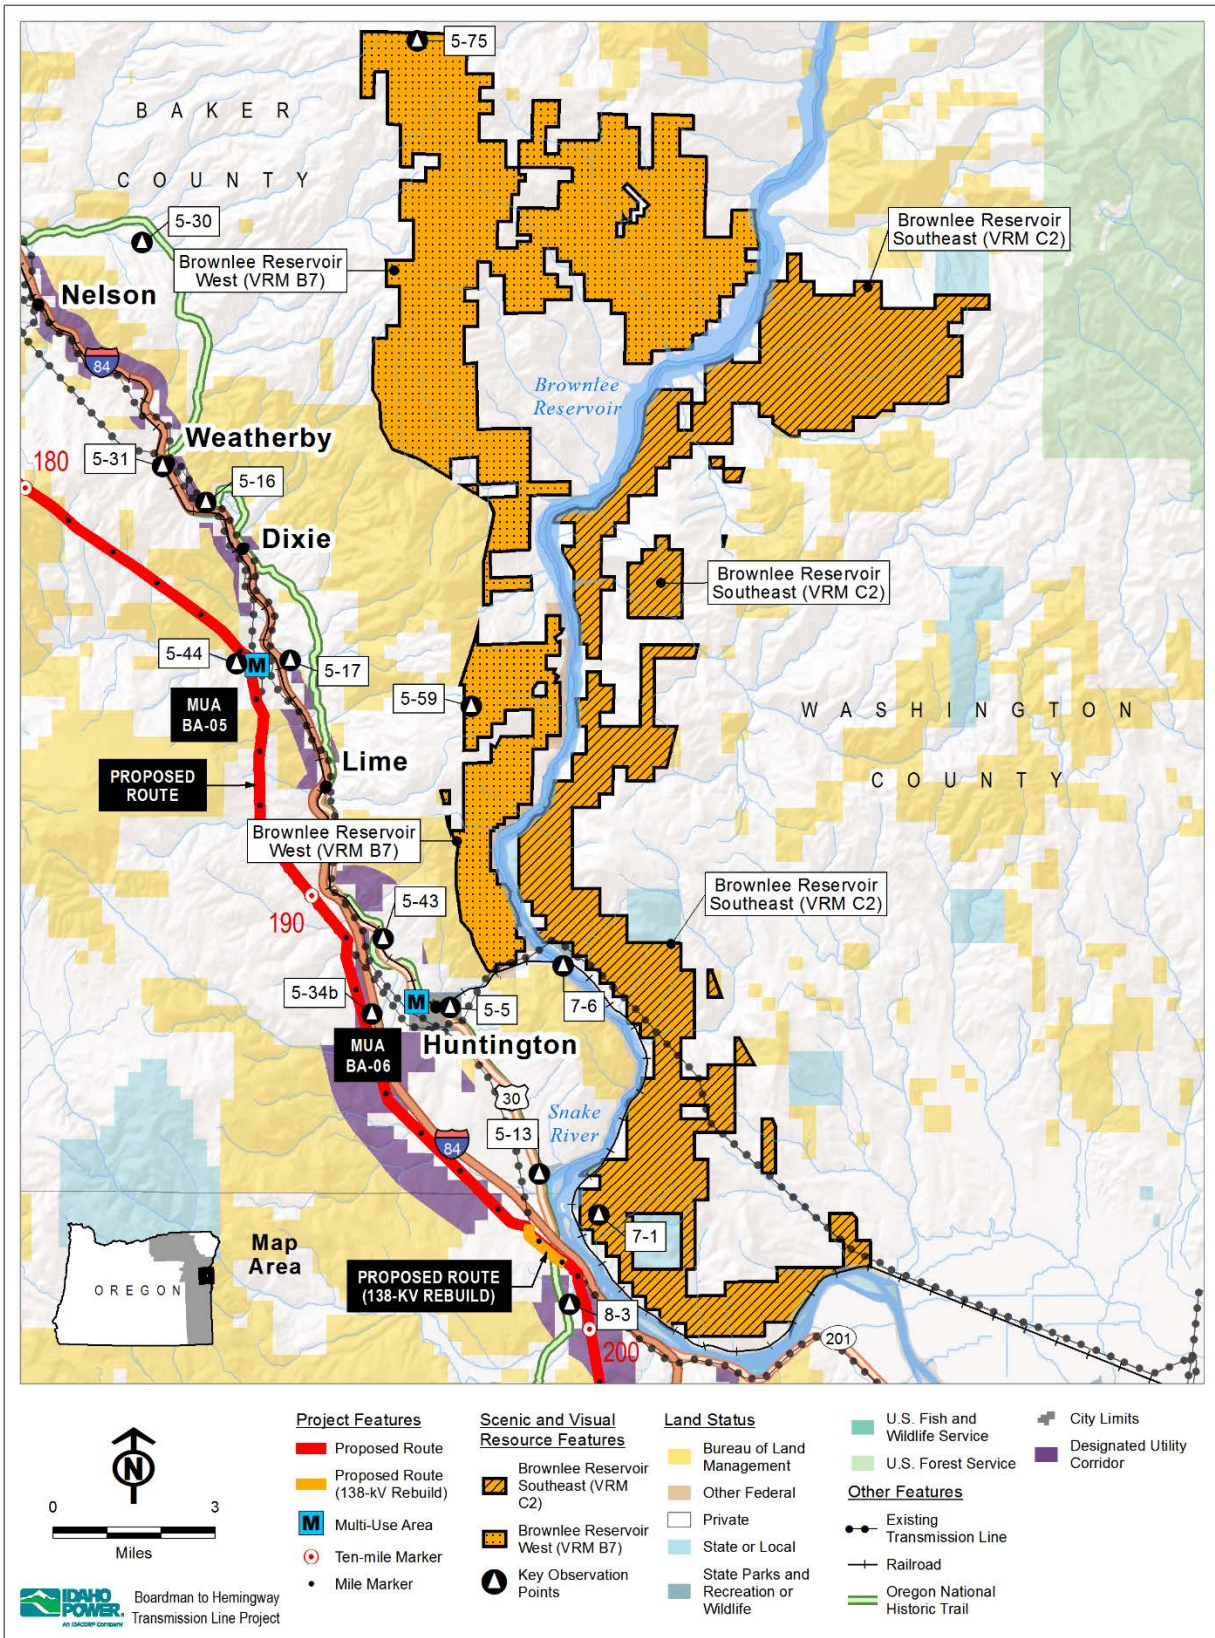 5-75
B A K E R
C O U N T Y
5-30
Brownlee Reservoir
West (VRM B7)
Brownlee Reservoir
Southeast (VRM C2)
Nelson
84
Brownlee
Reservoir
Weatherby
180
5-31
5-16
Dixie
Brownlee Reservoir
Southeast (VRM C2)
5-44
M
5-17
MUA
BA-05
5-59
W A S H I N G T O N
C O U N T Y
Lime
PROPOSED
ROUTE
Brownlee Reservoir
West (VRM B7)
Brownlee Reservoir
Southeast (VRM C2)
190
5-43
5-34b
M
5-5
7-6
Huntington
MUA
BA-06
30
Snake
River
5-13
84
7-1
Map
Area
OREGON
PROPOSED ROUTE
(138-KV REBUILD)
8-3
200
201
N
0 3
Miles
IDAHO
POWER.
AN IDACORP Company
Boardman to Hemingway
Transmission Line Project
Project Features
Proposed Route
Proposed Route
(138-kV Rebuild)
M Multi-Use Area
Ten-mile Marker
Mile Marker
Scenic and Visual
Resource Features
Brownlee Reservoir
Southeast (VRM
C2)
Brownlee Reservoir
West (VRM B7)
Key Observation
Points
Land Status
Bureau of Land
Management
Other Federal
Private
State or Local
State Parks and
Recreation or
Wildlife
U.S. Fish and
Wildlife Service
U.S. Forest Service
City Limits
Designated Utility
Corridor
Other Features
Existing
Transmission Line
Railroad
Oregon National
Historic Trail